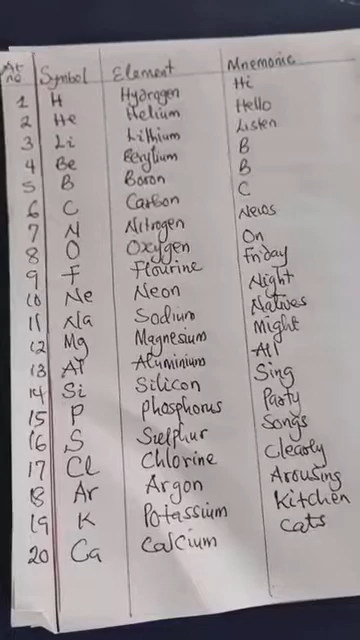 At no Symbol Element Mnemonic
1 H Hydrogen Hi
2 He Helium Hello
3 Li Lithium Listen
4 Be Berylium B
5 B Boron B
6 C Carbon C
7 N Nitrogen News
8 O Oxygen On
9 F Flourine Friday
10 Ne Neon Night
11 Na Sodium Natives
12 Mg Magnesium Might
13 Al Aluminium All
14 Si Silicon Sing
15 P phosphorus Party
16 S Sulphur Songs
17 Cl Chlorine Clearly
18 Ar Argon Arousing
19 K Potassium Kitchen
20 Ca Calcium Cats